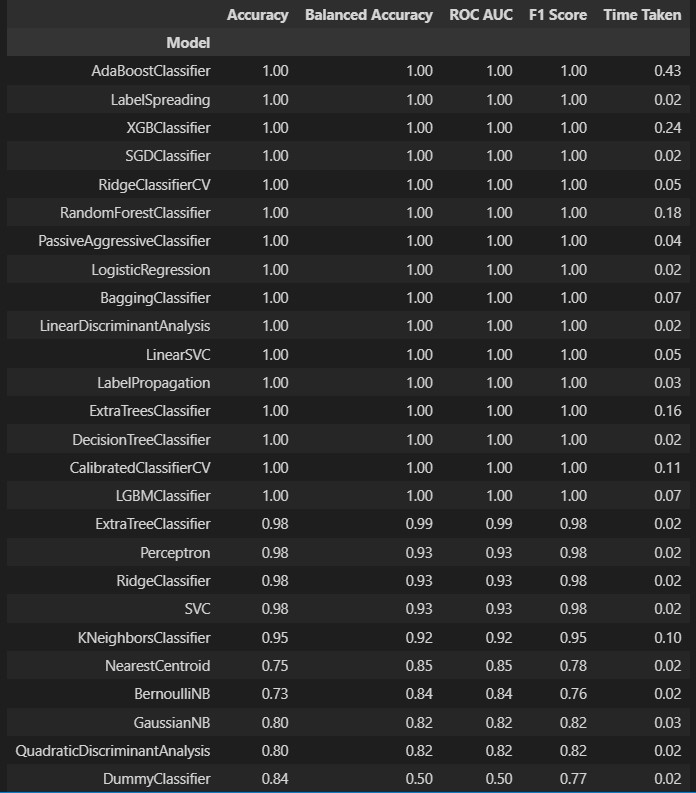 Accuracy Balanced Accuracy ROC AUC F1 Score Time Taken
Model
AdaBoostClassifier 1.00 1.00 1.00 1.00 0.43
LabelSpreading 1.00 1.00 1.00 1.00 0.02
XGBClassifier 1.00 1.00 1.00 1.00 0.24
SGDClassifier 1.00 1.00 1.00 1.00 0.02
RidgeClassifierCV 1.00 1.00 1.00 1.00 0.05
RandomForestClassifier 1.00 1.00 1.00 1.00 0.18
PassiveAggressiveClassifier 1.00 1.00 1.00 1.00 0.04
LogisticRegression 1.00 1.00 1.00 1.00 0.02
BaggingClassifier 1.00 1.00 1.00 1.00 0.07
LinearDiscriminantAnalysis 1.00 1.00 1.00 1.00 0.02
LinearSVC 1.00 1.00 1.00 1.00 0.05
LabelPropagation 1.00 1.00 1.00 1.00 0.03
ExtraTreesClassifier 1.00 1.00 1.00 1.00 0.16
DecisionTreeClassifier 1.00 1.00 1.00 1.00 0.02
CalibratedClassifierCV 1.00 1.00 1.00 1.00 0.11
LGBMClassifier 1.00 1.00 1.00 1.00 0.07
ExtraTreeClassifier 0.98 0.99 0.99 0.98 0.02
Perceptron 0.98 0.93 0.93 0.98 0.02
RidgeClassifier 0.98 0.93 0.93 0.98 0.02
SVC 0.98 0.93 0.93 0.98 0.02
KNeighborsClassifier 0.95 0.92 0.92 0.95 0.10
NearestCentroid 0.75 0.85 0.85 0.78 0.02
BernoulliNB 0.73 0.84 0.84 0.76 0.02
GaussianNB 0.80 0.82 0.82 0.82 0.03
QuadraticDiscriminantAnalysis 0.80 0.82 0.82 0.82 0.02
DummyClassifier 0.84 0.50 0.50 0.77 0.02